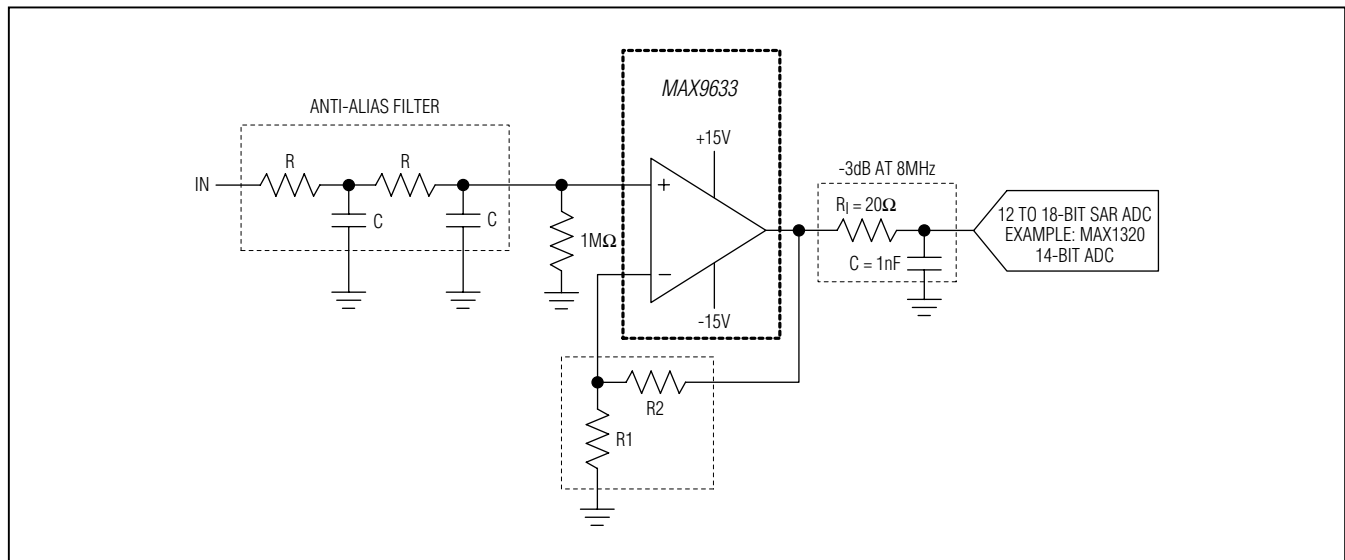 ANTI-ALIAS FILTER
IN
R
R
C
C
1MΩ
MAX9633
+15V
+
−
-15V
R2
R1
-3dB AT 8MHz
RI = 20Ω
C = 1nF
12 TO 18-BIT SAR ADC
EXAMPLE: MAX1320
14-BIT ADC